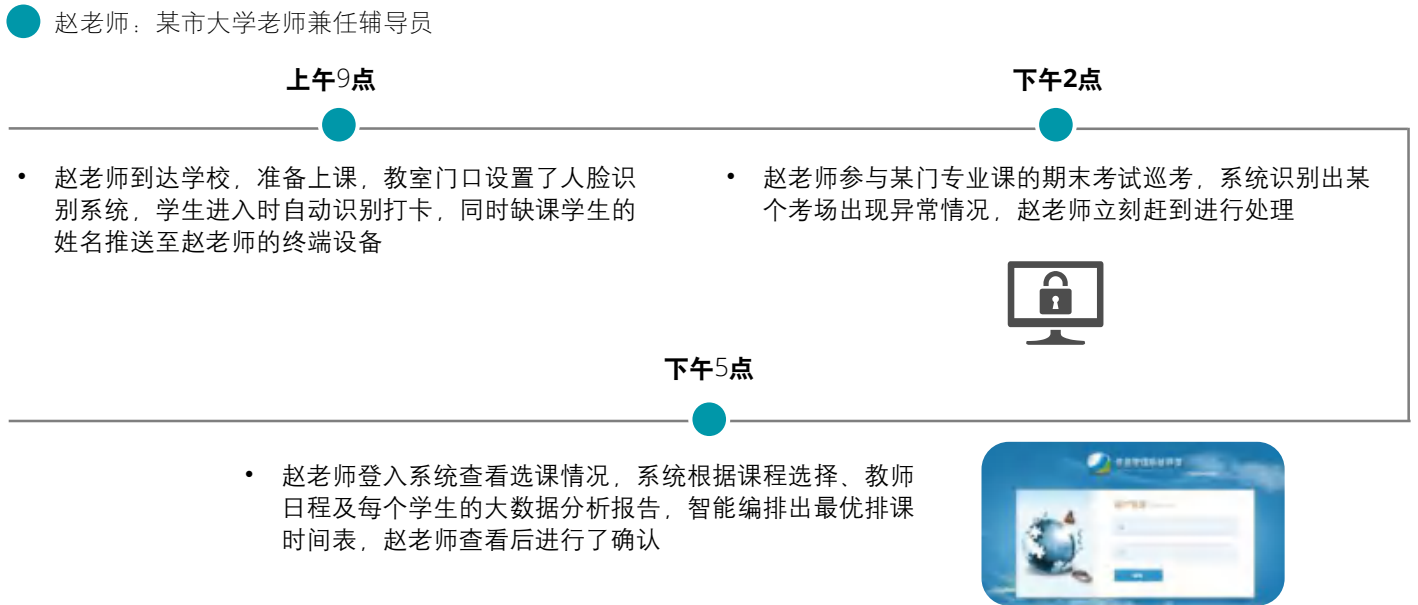 赵老师：某市大学老师兼任辅导员
上午9点
下午2点
• 赵老师到达学校，准备上课，教室门口设置了人脸识
别系统，学生进入时自动识别打卡，同时缺课学生的
姓名推送至赵老师的终端设备
• 赵老师参与某门专业课的期末考试巡考，系统识别出某
个考场出现异常情况，赵老师立刻赶到进行处理
下午5点
• 赵老师登入系统查看选课情况，系统根据课程选择、教师
日程及每个学生的大数据分析报告，智能编排出最优排课
时间表，赵老师查看后进行了确认